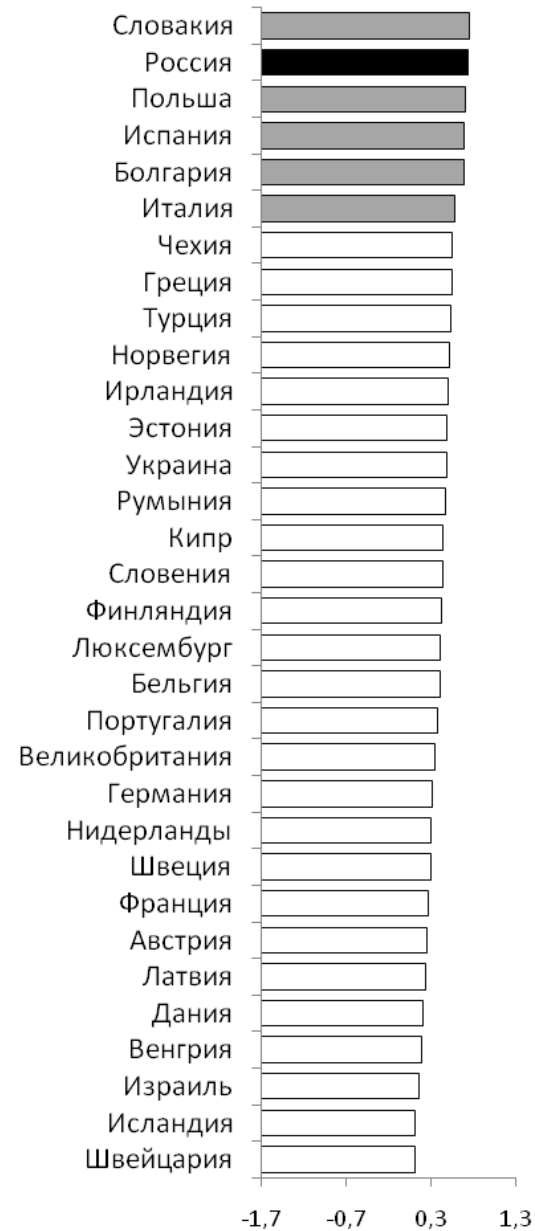 Словакия
Россия
Польша
Испания
Болгария
Италия
Чехия
Греция
Турция
Норвегия
Ирландия
Эстония
Украина
Румыния
Кипр
Словения
Финляндия
Люксембург
Бельгия
Португалия
Великобритания
Германия
Нидерланды
Швеция
Франция
Австрия
Латвия
Дания
Венгрия
Израиль
Исландия
Швейцария
-1,7 -0,7 0,3 1,3